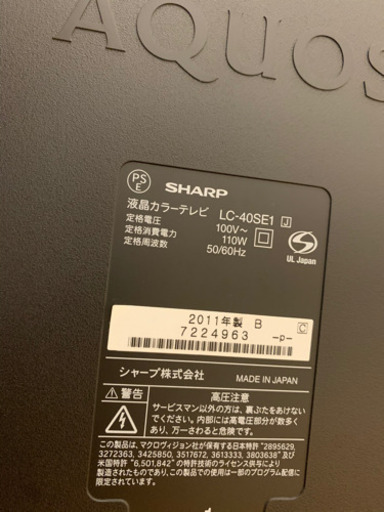 AQUOS
PS
E
SHARP
液晶カラーテレビ LC-40SE1 J
定格電圧 100V~
定格消費電力 110W
定格周波数 50/60Hz
UL Japan
2011年製 B
7224963 -p-
C
シャープ株式会社 MADE IN JAPAN
警告 高圧注意
サービスマン以外の方は、裏ぶたをあけない
でください。内部には高電圧部分が数多く
あり、万一さわると危険です。
この製品は、マクロヴィジョン社が保有する日本特許 "2895629,
3272363, 3425850, 3517672, 3613333, 3803638" 及び
米国特許 "6,501,842" の特許技術のライセンス供与により
製造されたものであり、この製品の使用は一部のプログラム配信に
限定されています。